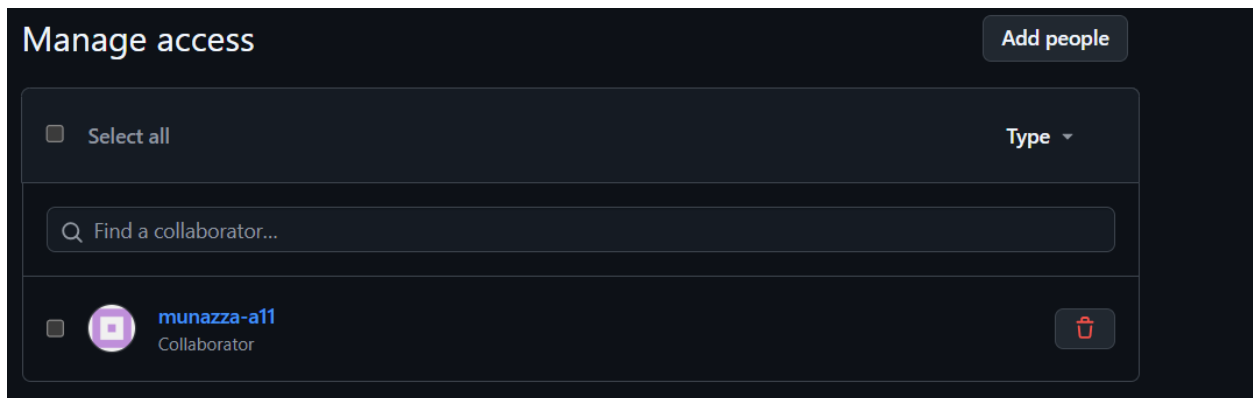 Manage access
Add people
Select all
Type
Find a collaborator...
munazza-a11
Collaborator